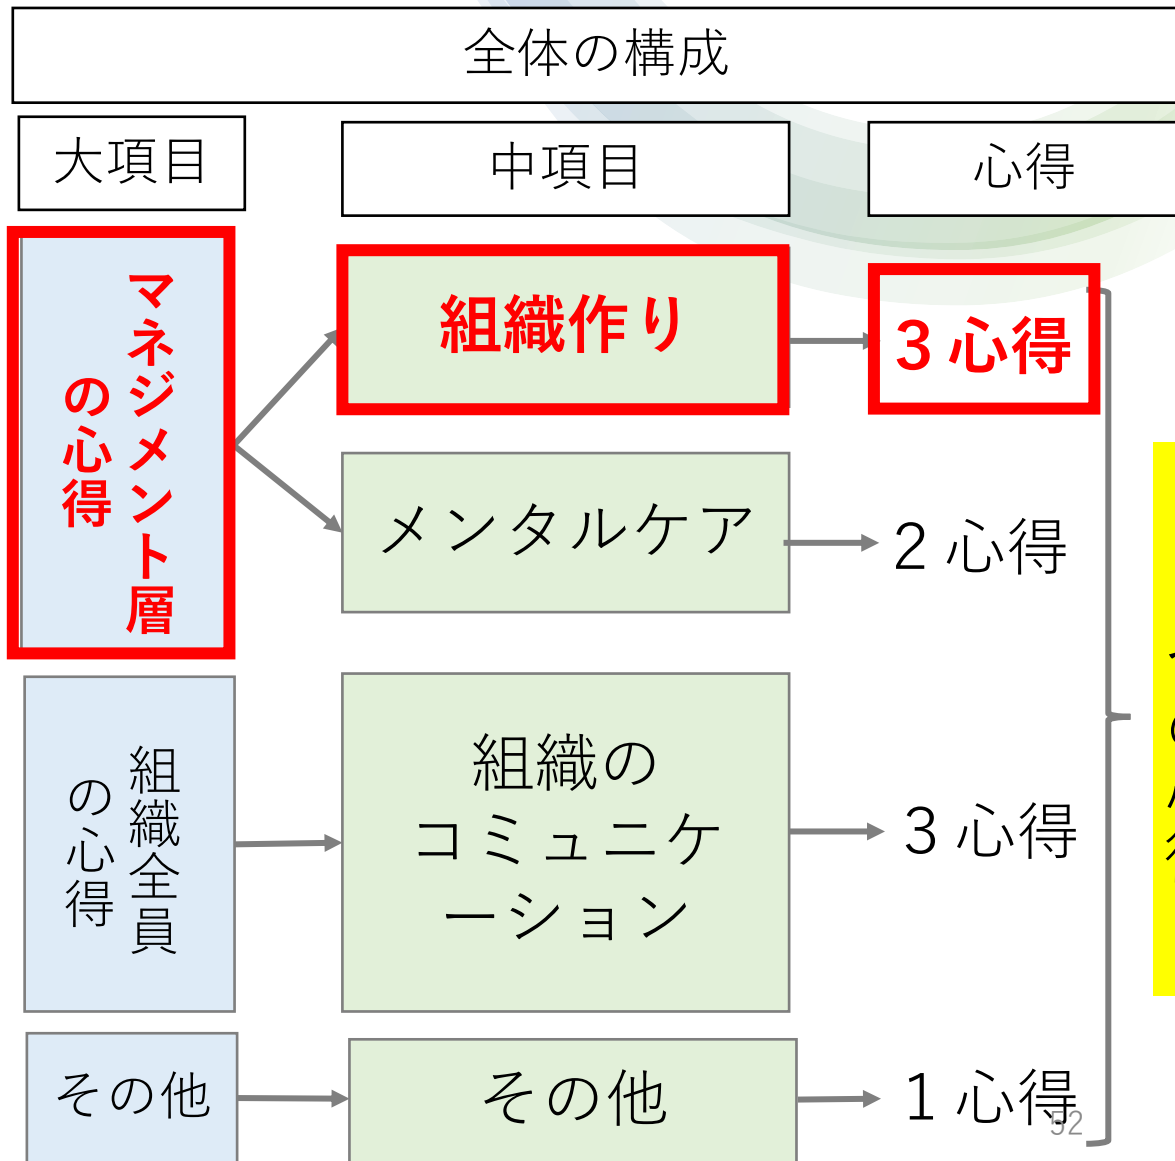 全体の構成
大項目
中項目
心得
マネジメント層
の心得
組織作り
3 心得
メンタルケア
2 心得
組織全員
の心得
組織の
コミュニケ
ーション
3 心得
その他
その他
1 心得
52